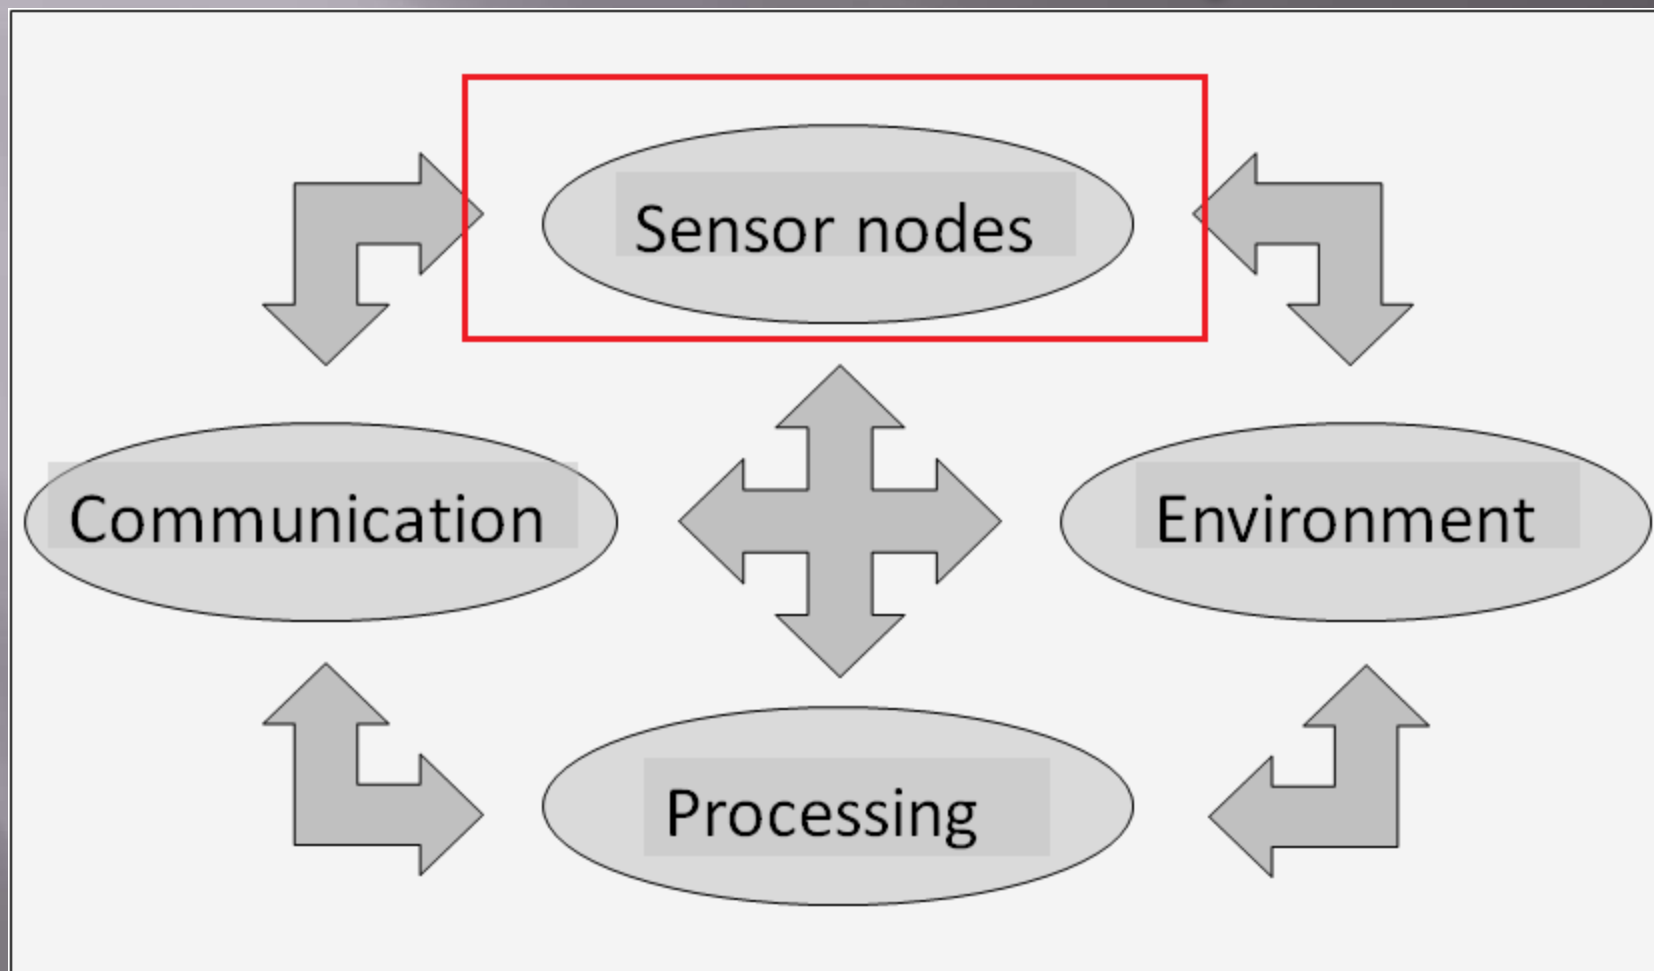 Sensor nodes
Communication
Environment
Processing